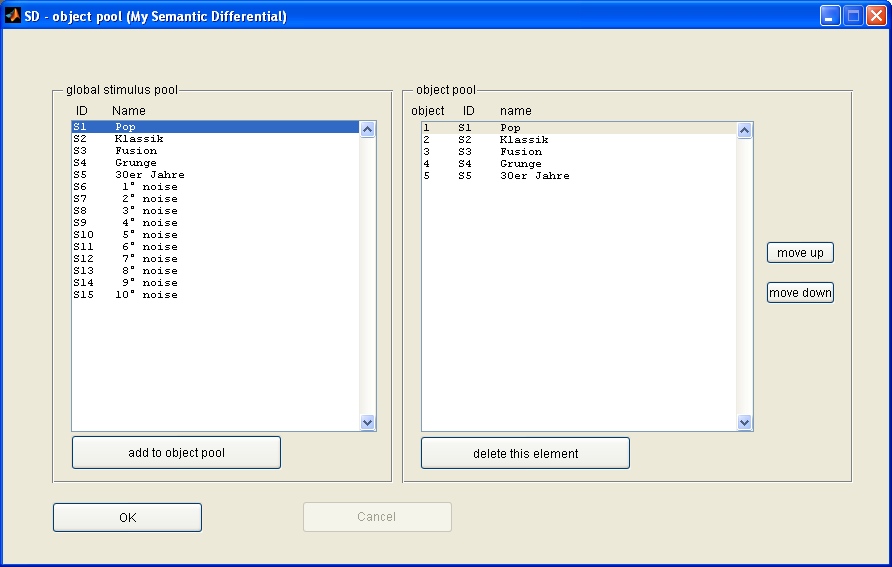 SD - object pool (My Semantic Differential)
global stimulus pool
ID Name
S1 Pop
S2 Klassik
S3 Fusion
S4 Grunge
S5 30er Jahre
S6 1° noise
S7 2° noise
S8 3° noise
S9 4° noise
S10 5° noise
S11 6° noise
S12 7° noise
S13 8° noise
S14 9° noise
S15 10° noise
add to object pool
object pool
object ID name
1 S1 Pop
2 S2 Klassik
3 S3 Fusion
4 S4 Grunge
5 S5 30er Jahre
delete this element
move up
move down
OK
Cancel